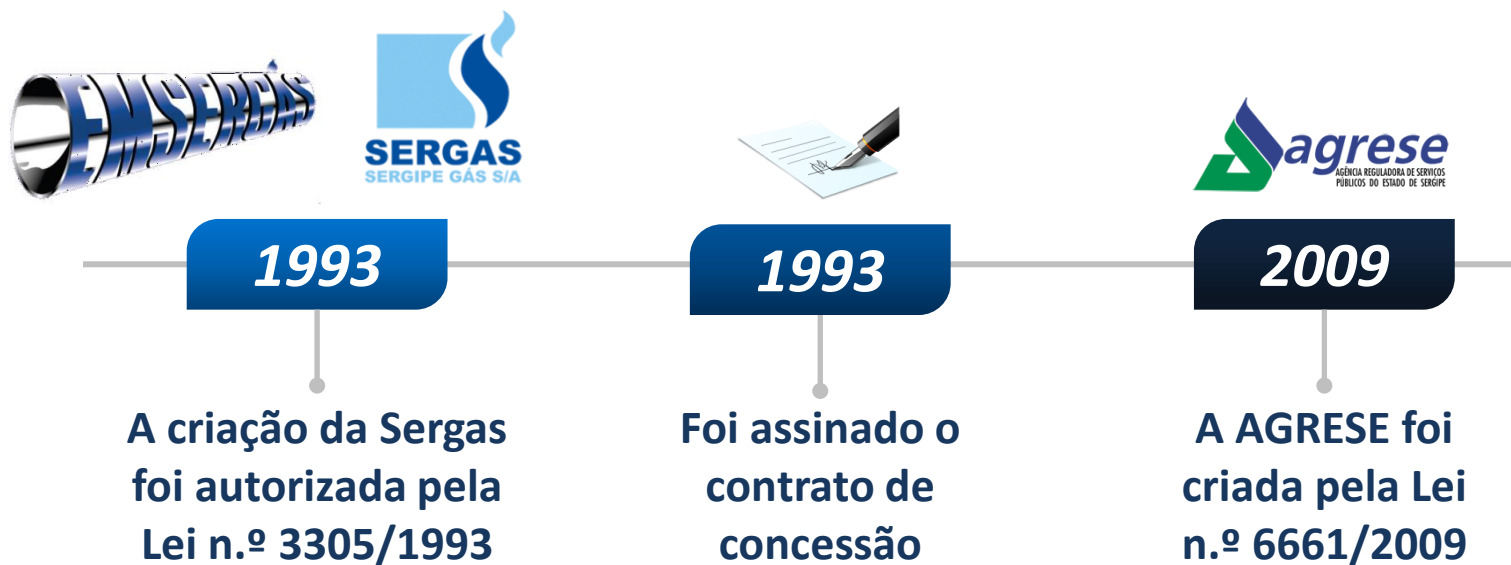 EMSERGÁS
SERGAS
SERGIPE GÁS S/A
agrese
AGÊNCIA REGULADORA DE SERVIÇOS
PÚBLICOS DO ESTADO DE SERGIPE
1993
1993
2009
A criação da Sergas
foi autorizada pela
Lei n.º 3305/1993
Foi assinado o
contrato de
concessão
A AGRESE foi
criada pela Lei
n.º 6661/2009